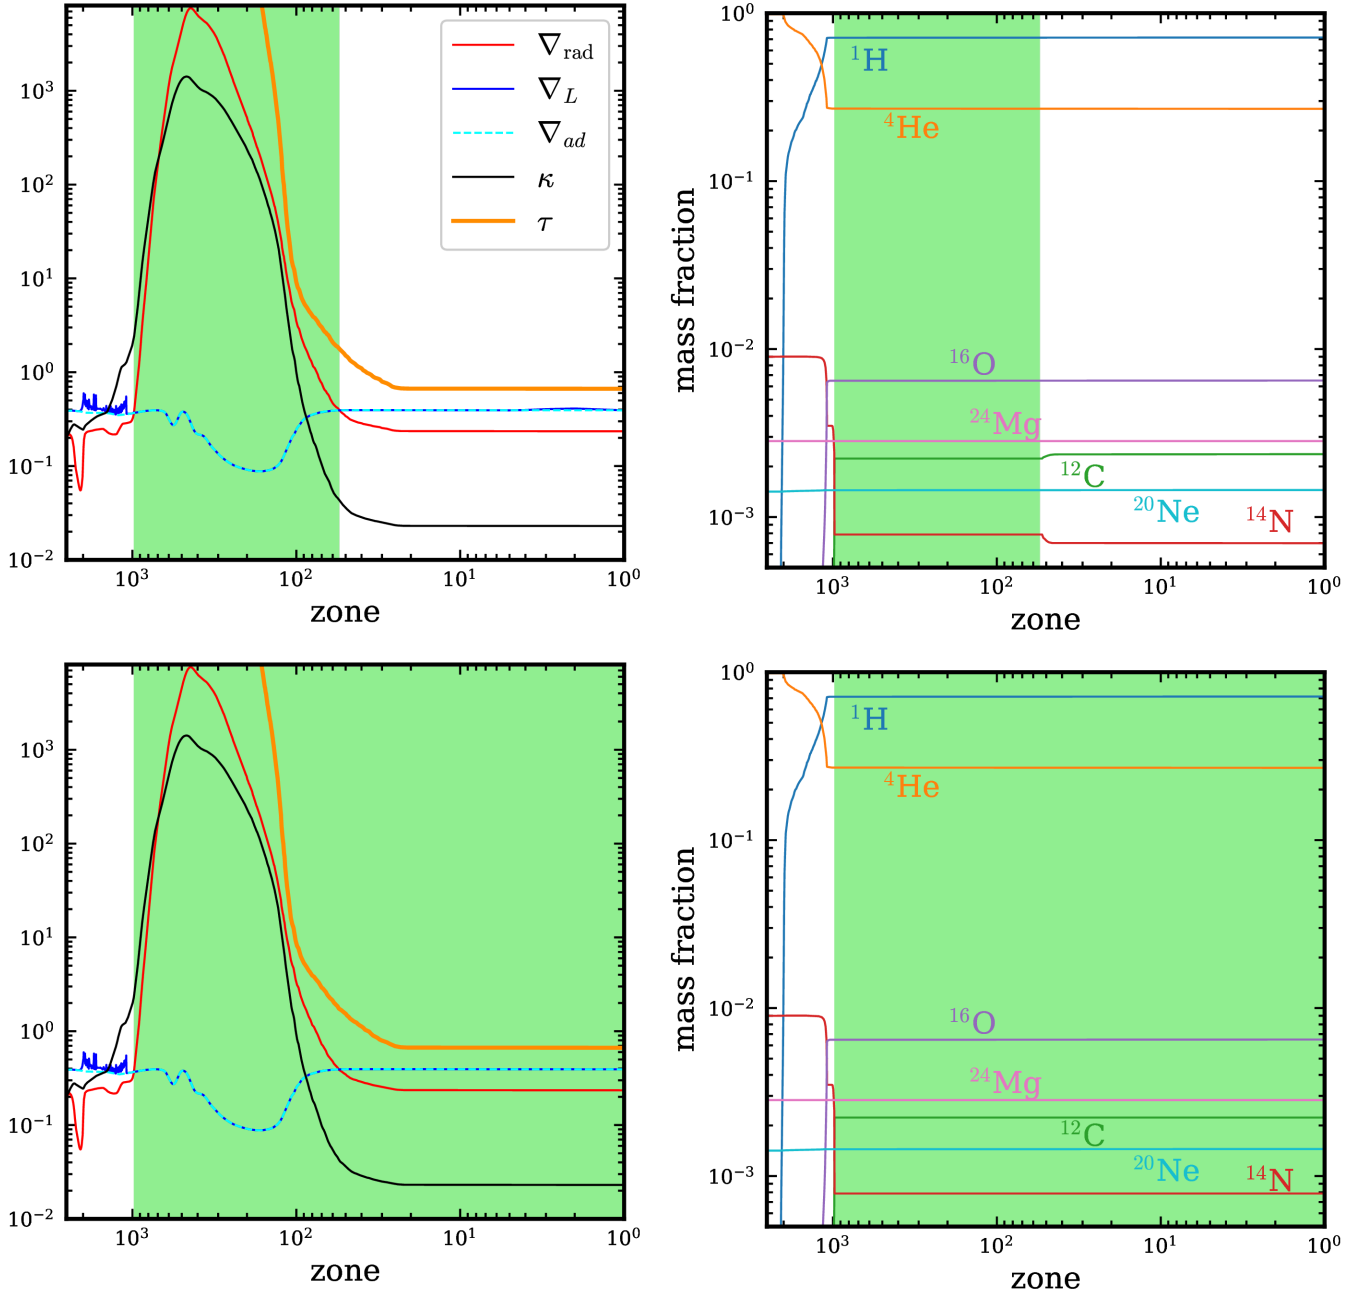 10³
10²
10¹
10⁰
10⁻¹
10⁻²
∇rad
∇L
∇ad
κ
τ
10³ 10² 10¹ 10⁰
zone
10⁰
10⁻¹
10⁻²
10⁻³
mass fraction
¹H
⁴He
¹⁶O
²⁴Mg
¹²C
²⁰Ne
¹⁴N
10³ 10² 10¹ 10⁰
zone
10³
10²
10¹
10⁰
10⁻¹
10⁻²
10³ 10² 10¹ 10⁰
zone
10⁰
10⁻¹
10⁻²
10⁻³
mass fraction
¹H
⁴He
¹⁶O
²⁴Mg
¹²C
²⁰Ne
¹⁴N
10³ 10² 10¹ 10⁰
zone